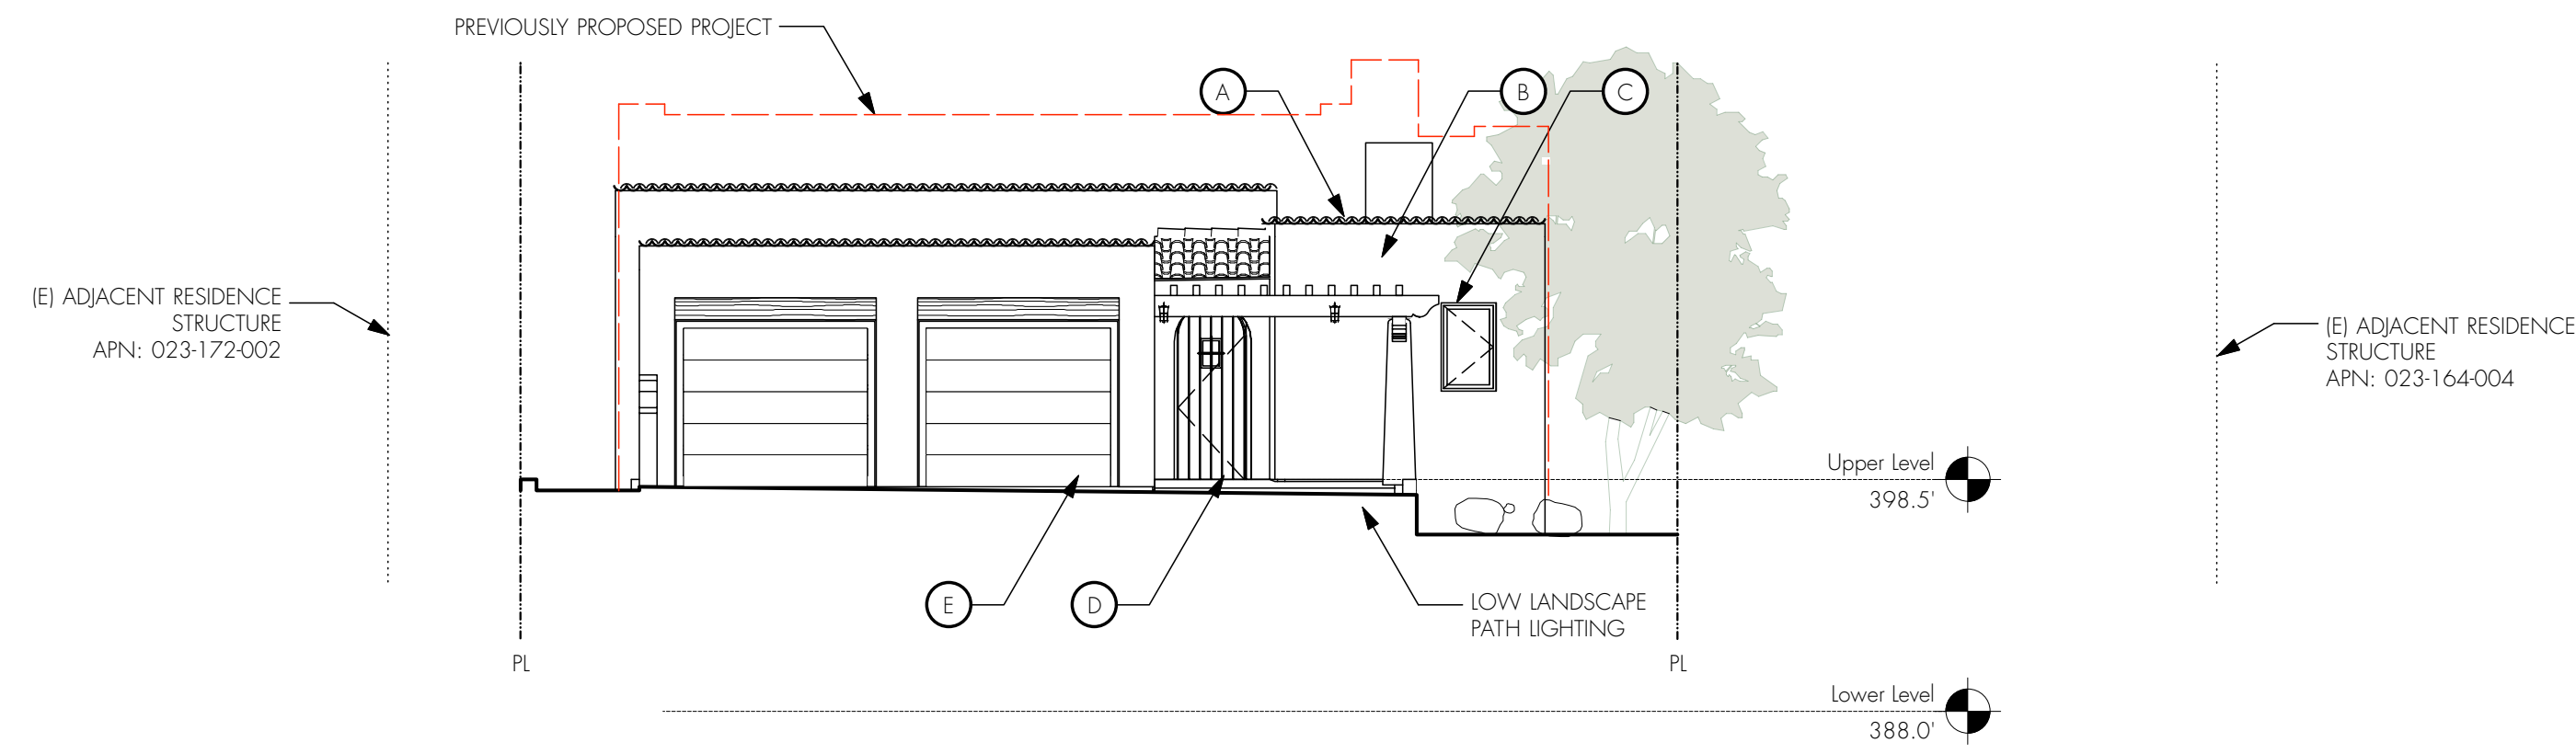 PREVIOUSLY PROPOSED PROJECT
A
B
C
(E) ADJACENT RESIDENCE
STRUCTURE
APN: 023-172-002
(E) ADJACENT RESIDENCE
STRUCTURE
APN: 023-164-004
Upper Level
398.5'
E
D
LOW LANDSCAPE
PATH LIGHTING
PL
PL
Lower Level
388.0'